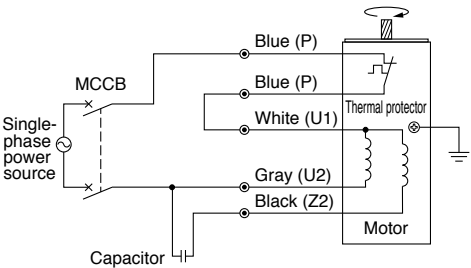 Blue (P)
MCCB
Blue (P)
Thermal protector
White (U1)
Single-
phase
power
source
Gray (U2)
Black (Z2)
Motor
Capacitor